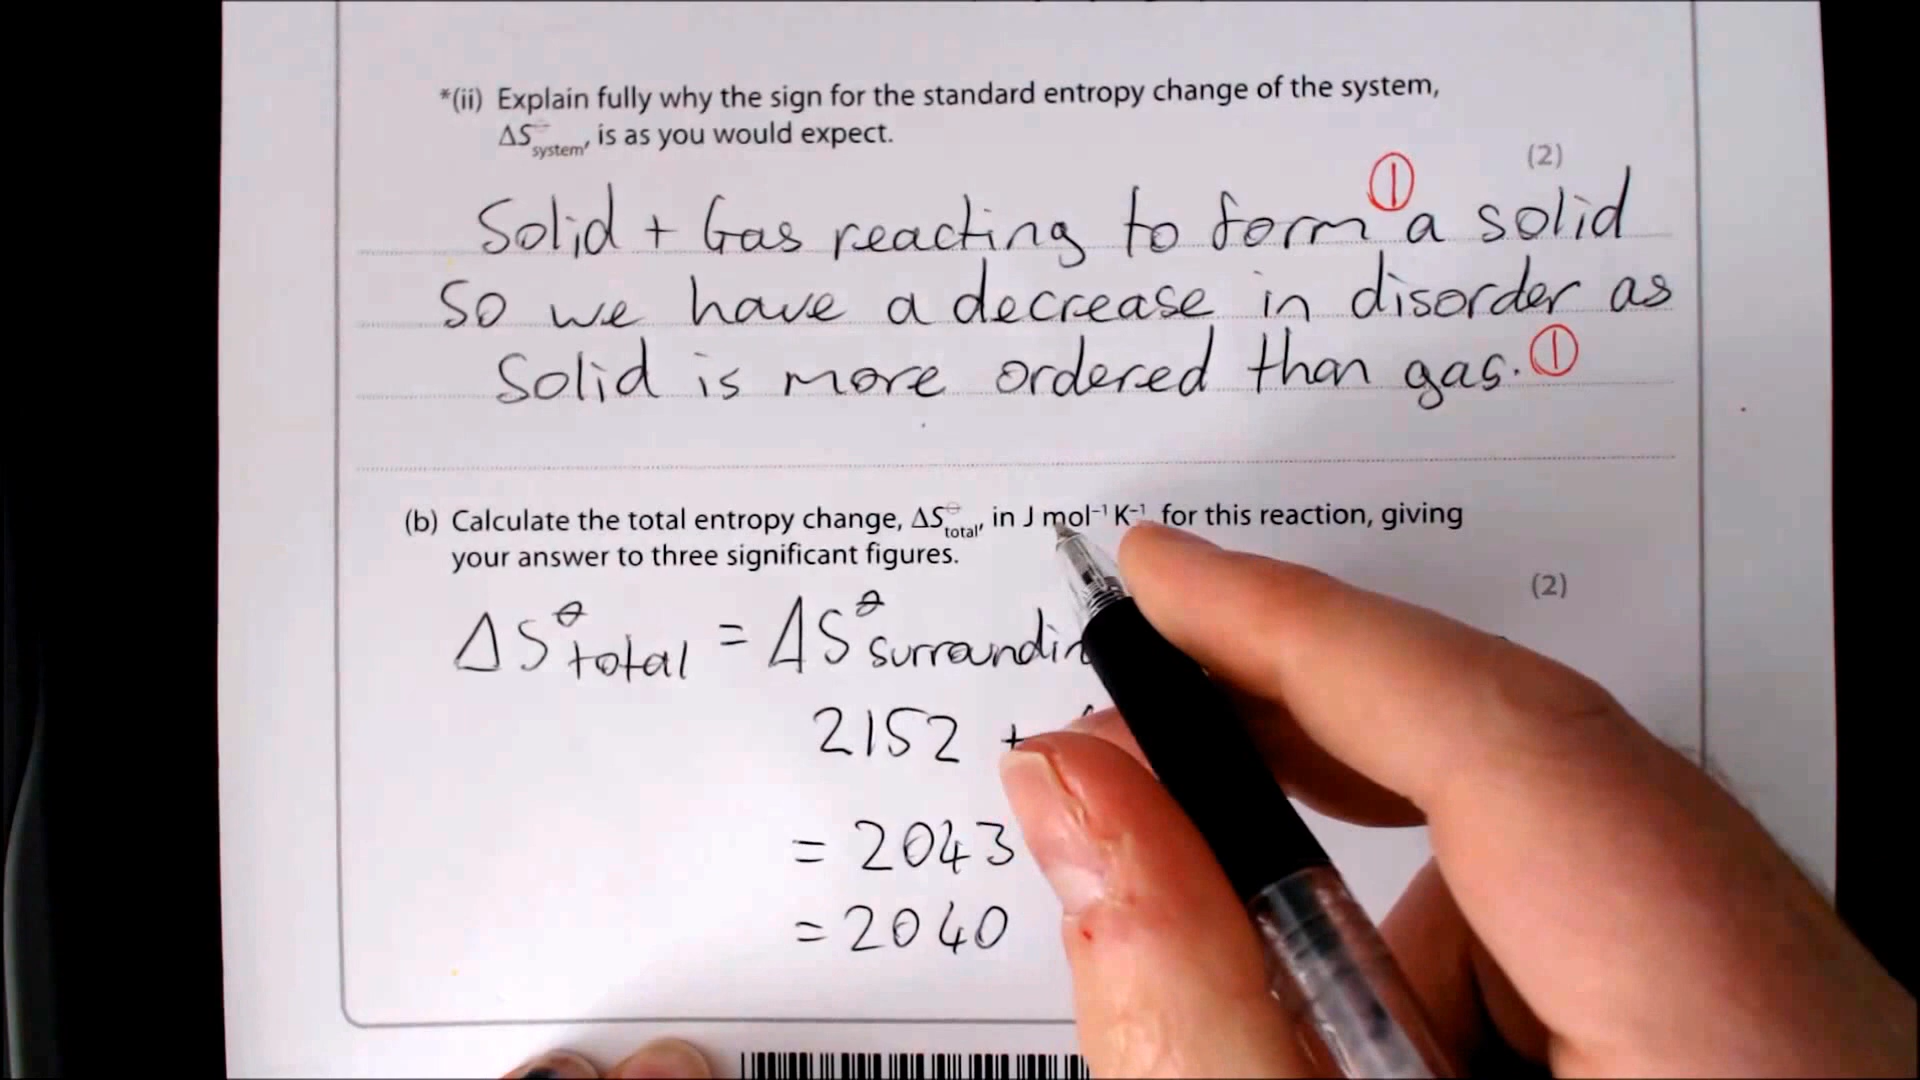 *(ii) Explain fully why the sign for the standard entropy change of the system,
ΔS⦵system, is as you would expect.
(2)
①
Solid + Gas reacting to form a solid
So we have a decrease in disorder as
Solid is more ordered than gas. ①
(b) Calculate the total entropy change, ΔS⦵total, in J mol⁻¹ K⁻¹ for this reaction, giving
your answer to three significant figures.
(2)
ΔS⦵total = ΔS⦵
2152 +
= 2043
= 2040